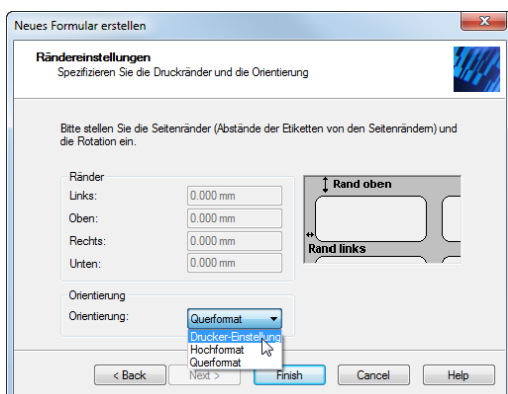 Neues Formular erstellen
Rändereinstellungen
Spezifizieren Sie die Druckränder und die Orientierung
Bitte stellen Sie die Seitenränder (Abstände der Etiketten von den Seitenrändern) und
die Rotation ein.
Ränder
Links: 0.000 mm
Oben: 0.000 mm
Rechts: 0.000 mm
Unten: 0.000 mm
Rand oben
Rand links
Orientierung
Orientierung: Querformat
Drucker-Einstellung
Hochformat
Querformat
< Back Next > Finish Cancel Help